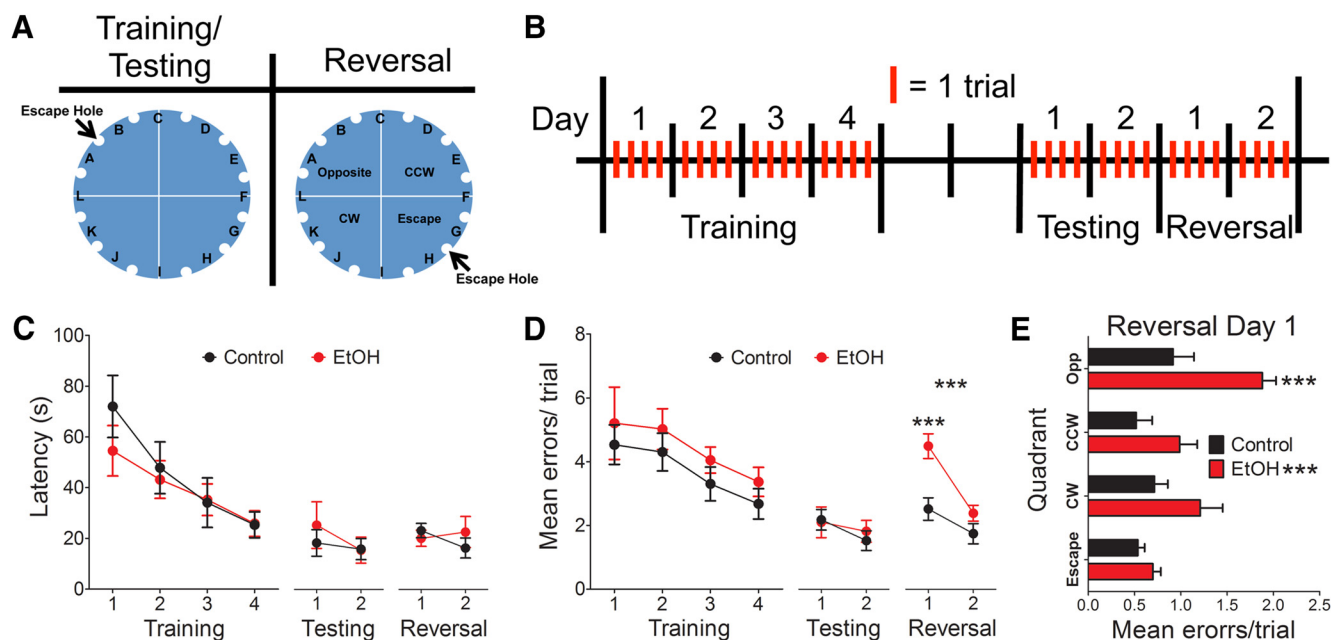 A
Training/
Testing
Reversal
Escape Hole
A
B
C
D
E
F
G
H
I
J
K
L
A
B
C
D
E
F
G
H
I
J
K
L
Opposite
CCW
CW
Escape
Escape Hole
B
= 1 trial
Day
1
2
3
4
1
2
1
2
Training
Testing
Reversal
C
Latency (s)
100
80
60
40
20
0
Control
EtOH
1
2
3
4
1
2
1
2
Training
Testing
Reversal
D
Mean errors/ trial
8
6
4
2
0
Control
EtOH
***
***
1
2
3
4
1
2
1
2
Training
Testing
Reversal
E
Reversal Day 1
Quadrant
Opp
CCW
CW
Escape
***
Control
EtOH ***
0.0
0.5
1.0
1.5
2.0
2.5
Mean erorrs/trial